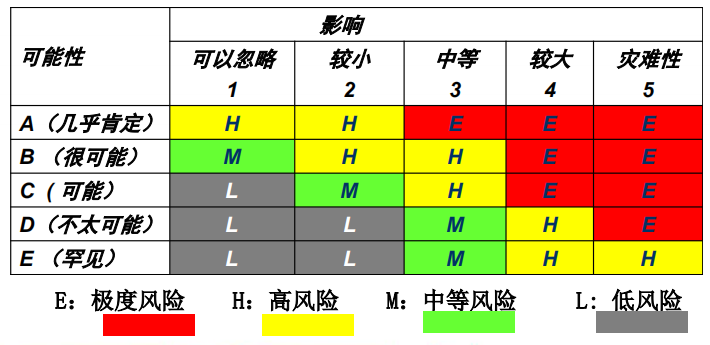 影响
可能性
可以忽略 较小 中等 较大 灾难性
1 2 3 4 5
A（几乎肯定） H H E E E
B（很可能） M H H E E
C（可能） L M H E E
D（不太可能） L L M H E
E（罕见） L L M H H
E：极度风险 H：高风险 M：中等风险 L：低风险